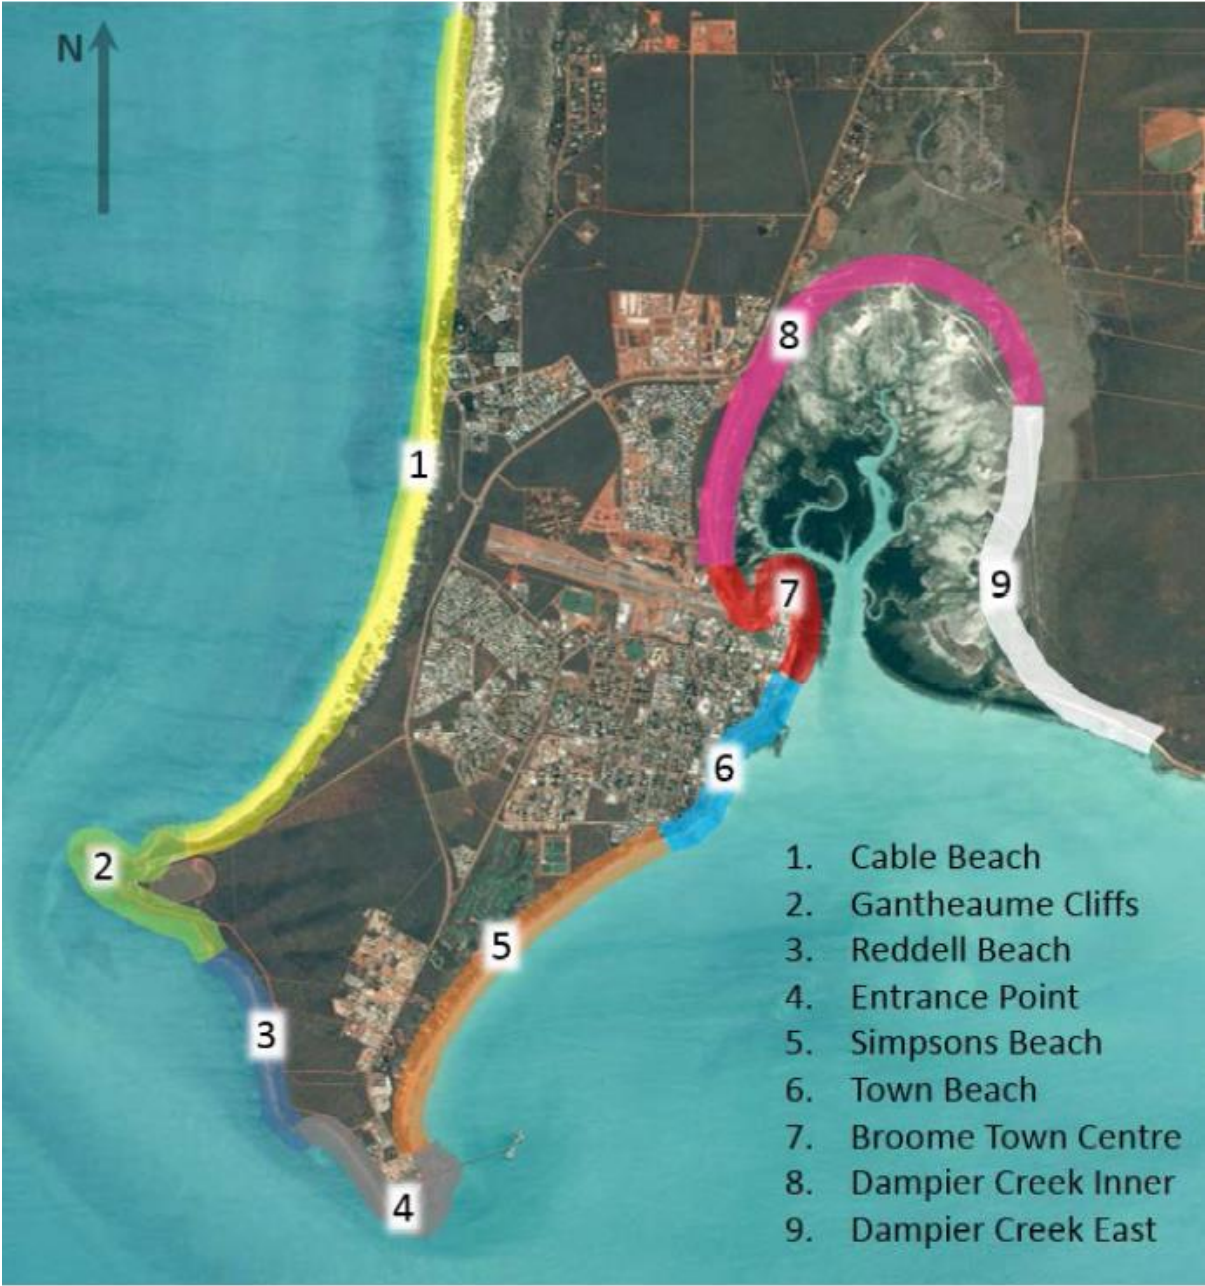 N
8
1
7
9
6
2
5
3
4
1. Cable Beach
2. Gantheaume Cliffs
3. Reddell Beach
4. Entrance Point
5. Simpsons Beach
6. Town Beach
7. Broome Town Centre
8. Dampier Creek Inner
9. Dampier Creek East